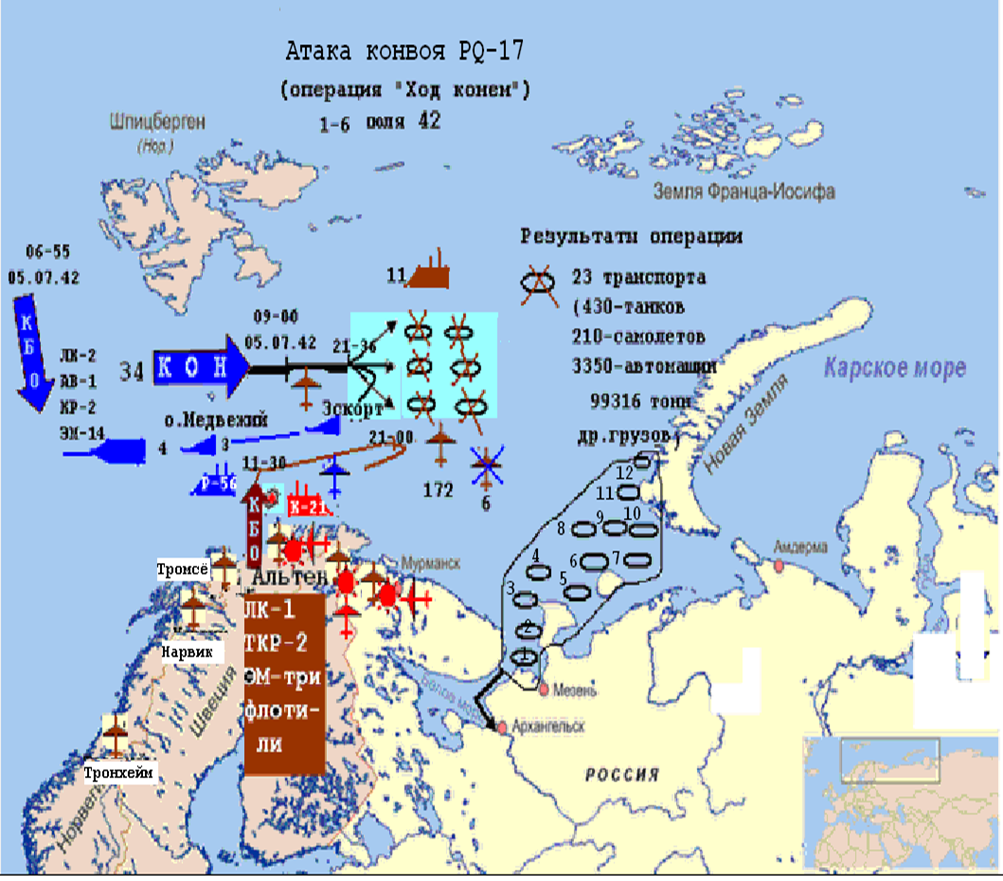 Атака конвоя PQ-17
(операция "Ход конем")
1-6 июля 42
Шпицберген
(Нор.)
Земля Франца-Иосифа
Результаты операции
23 транспорта
(430-танков
210-самолетов
3350-автомашин
99316 тонн
др.грузов)
06-55
05.07.42
КБО
ЛК-2
АВ-1
КР-2
ЭМ-14
34
КОН
09-00
05.07.42
21-36
11
Эскорт
о.Медвежий
4
3
21-00
11-30
Р-56
К-21
172
6
КБО
Карское море
Новая Земля
12
11
10
9
8
7
6
5
4
3
2
1
Амдерма
Мурманск
Тромсё
Альтен
Нарвик
ЛК-1
ТКР-2
ЭМ-три
флоти-
ли
Швеция
Тронхейм
Норвегия
Белое море
Мезень
Архангельск
РОССИЯ